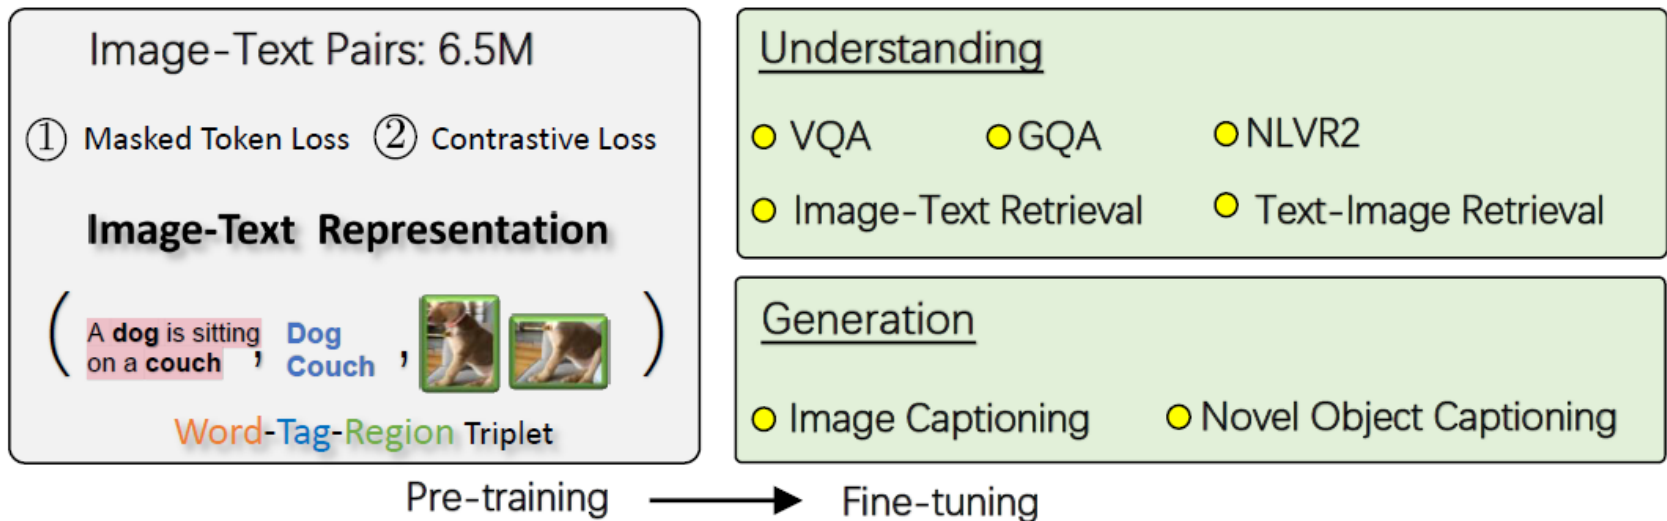 Image-Text Pairs: 6.5M
① Masked Token Loss ② Contrastive Loss
Image-Text Representation
( A dog is sitting
on a couch , Dog
Couch , )
Word-Tag-Region Triplet
Understanding
VQA GQA NLVR2
Image-Text Retrieval Text-Image Retrieval
Generation
Image Captioning Novel Object Captioning
Pre-training Fine-tuning